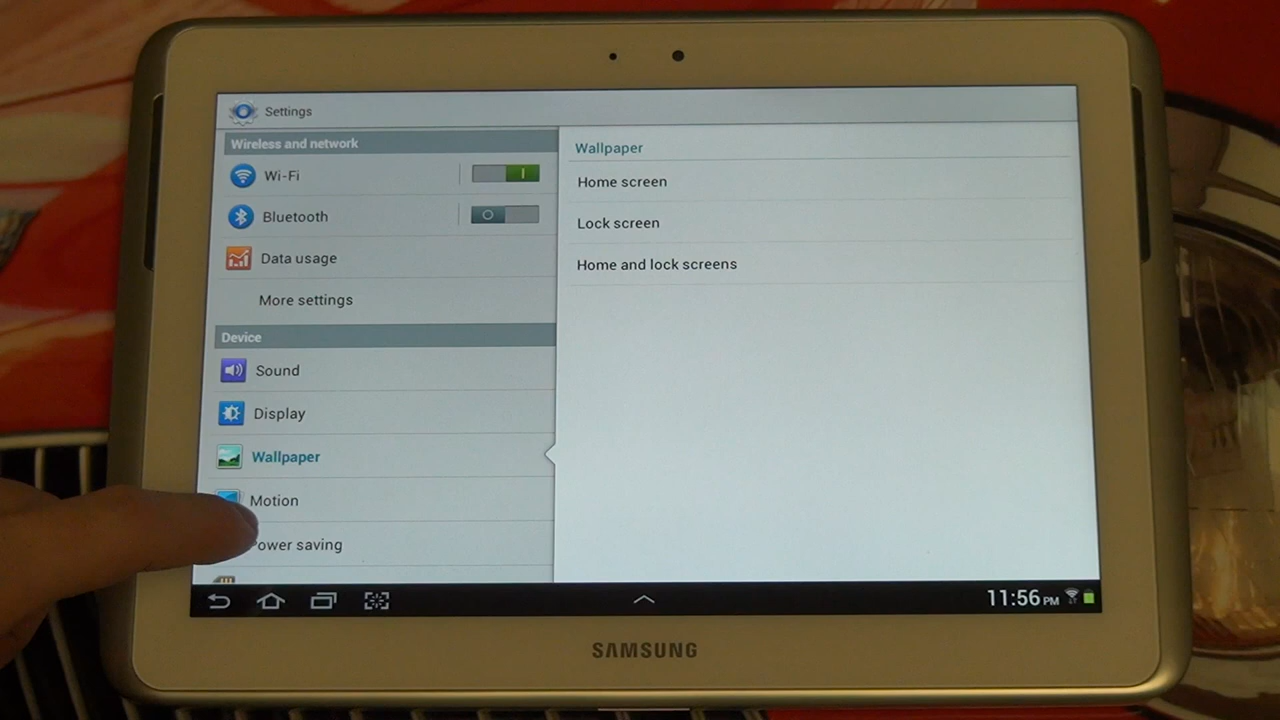 Settings
Wireless and network
Wi-Fi
Bluetooth
Data usage
More settings
Device
Sound
Display
Wallpaper
Motion
ower saving
Wallpaper
Home screen
Lock screen
Home and lock screens
11:56 PM
SAMSUNG